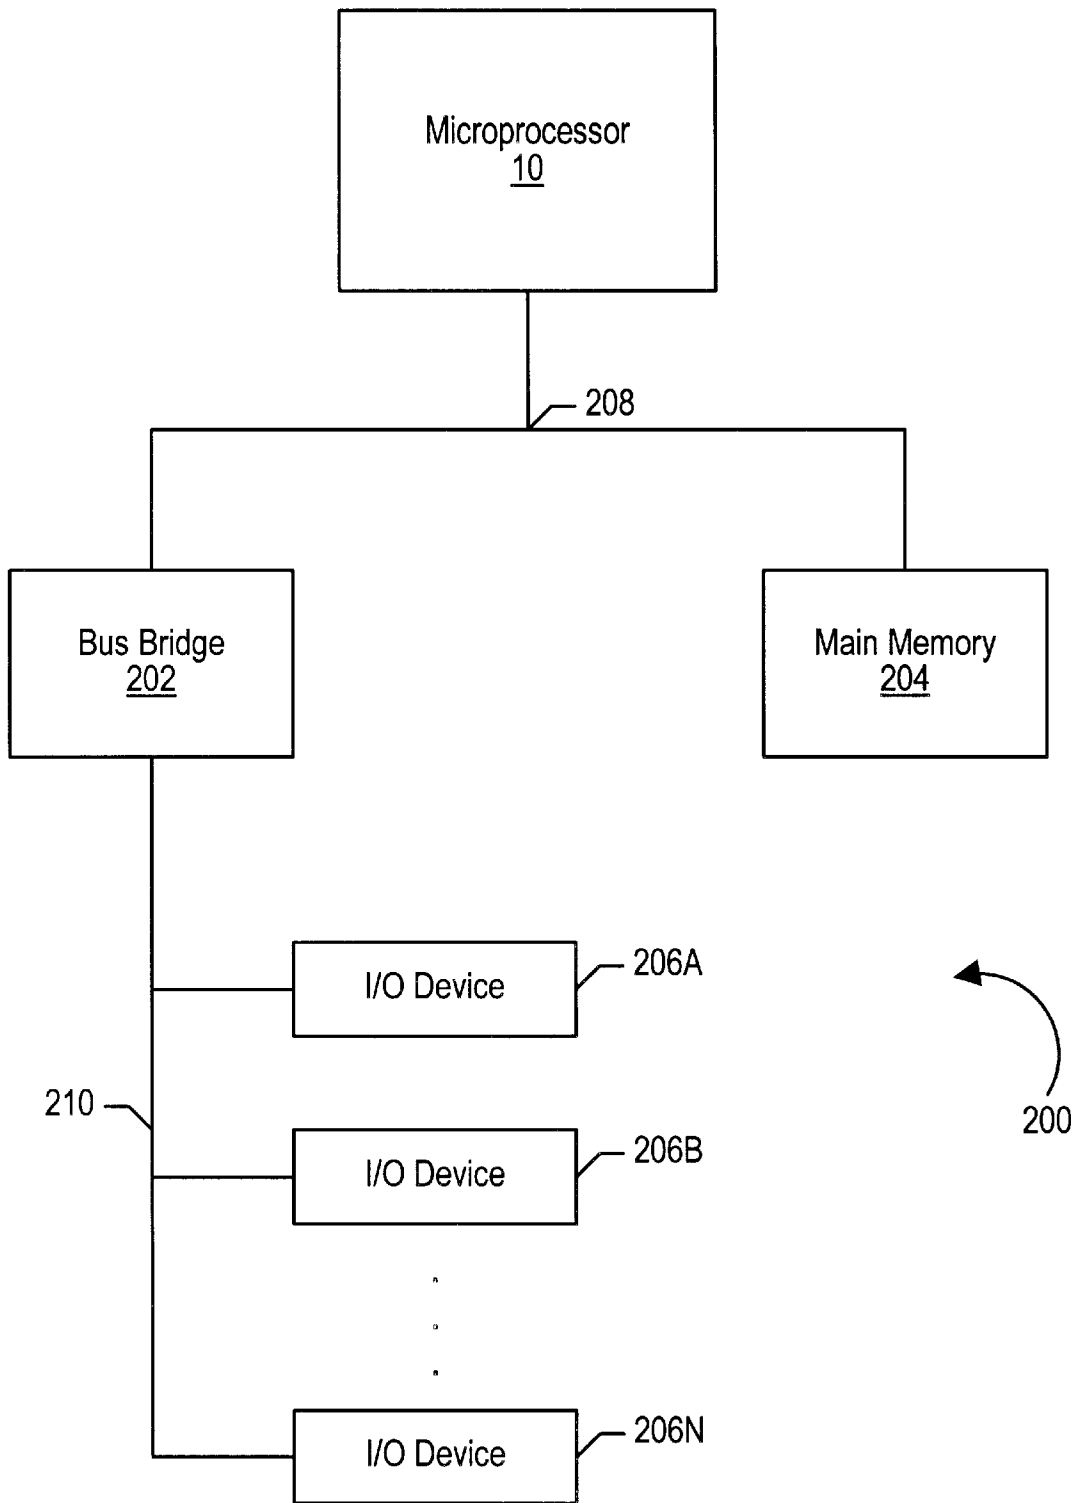 Microprocessor
10
208
Bus Bridge
202
Main Memory
204
I/O Device
206A
210
I/O Device
206B
200
I/O Device
206N